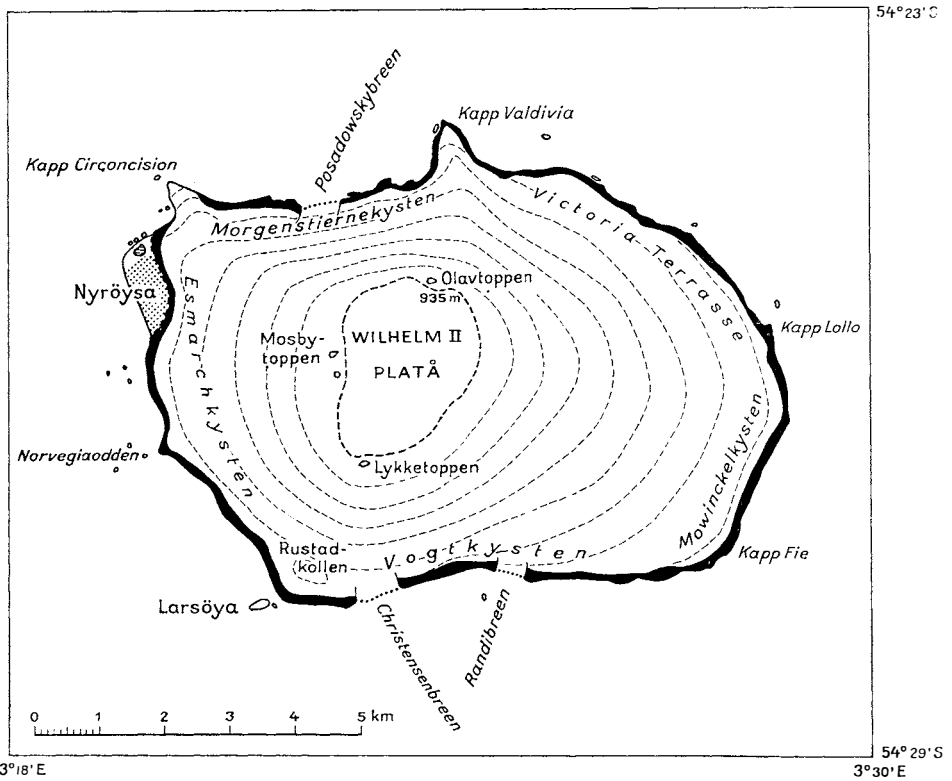 54°23'S
Posadowskybreen
Kapp Valdivia
Kapp Circoncision
Morgenstiernekysten
Victoria Terrasse
Nyröysa
Esmarchkysten
Olavtoppen
935 m
Mosby-
toppen
WILHELM II
PLATÅ
Kapp Lollo
Norvegiaodden
Lykketoppen
Mowinckelkysten
Rustad-
kollen
Vogtkysten
Kapp Fie
Larsöya
Christensenbreen
Randibreen
0 1 2 3 4 5 km
54°29'S
3°18'E
3°30'E